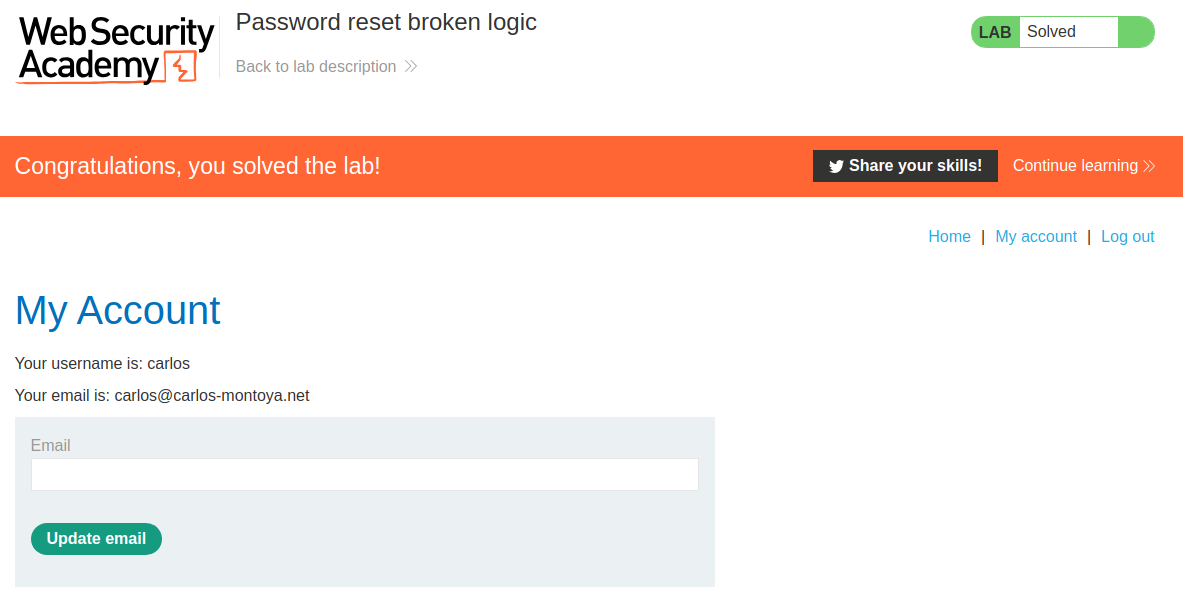 Web Security
Academy
Password reset broken logic
Back to lab description
LAB Solved
Congratulations, you solved the lab!
Share your skills!
Continue learning
Home | My account | Log out
My Account
Your username is: carlos
Your email is: carlos@carlos-montoya.net
Email
Update email